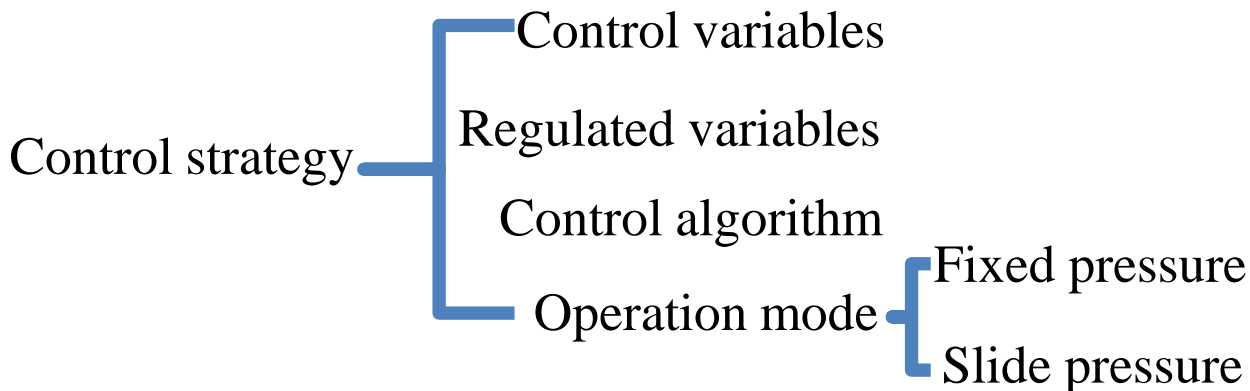 Control strategy
Control variables
Regulated variables
Control algorithm
Operation mode
Fixed pressure
Slide pressure